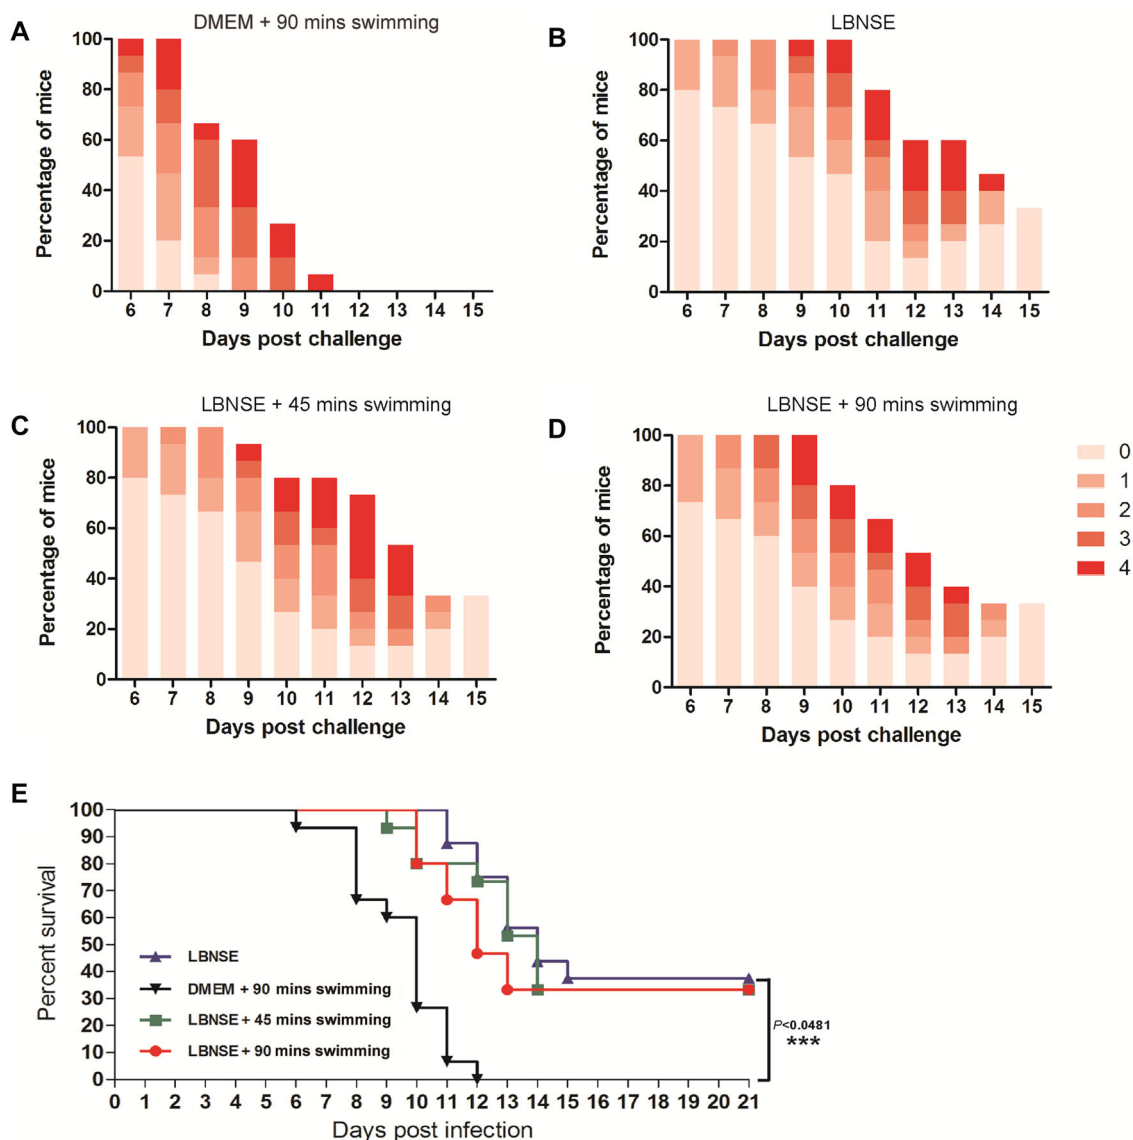 A
DMEM + 90 mins swimming
Percentage of mice
100
80
60
40
20
0
6 7 8 9 10 11 12 13 14 15
Days post challenge
B
LBNSE
Percentage of mice
100
80
60
40
20
0
6 7 8 9 10 11 12 13 14 15
Days post challenge
C
LBNSE + 45 mins swimming
Percentage of mice
100
80
60
40
20
0
6 7 8 9 10 11 12 13 14 15
Days post challenge
D
LBNSE + 90 mins swimming
Percentage of mice
100
80
60
40
20
0
6 7 8 9 10 11 12 13 14 15
Days post challenge
0
1
2
3
4
E
Percent survival
100
90
80
70
60
50
40
30
20
10
0
LBNSE
DMEM + 90 mins swimming
LBNSE + 45 mins swimming
LBNSE + 90 mins swimming
P<0.0481
***
0 1 2 3 4 5 6 7 8 9 10 11 12 13 14 15 16 17 18 19 20 21
Days post infection